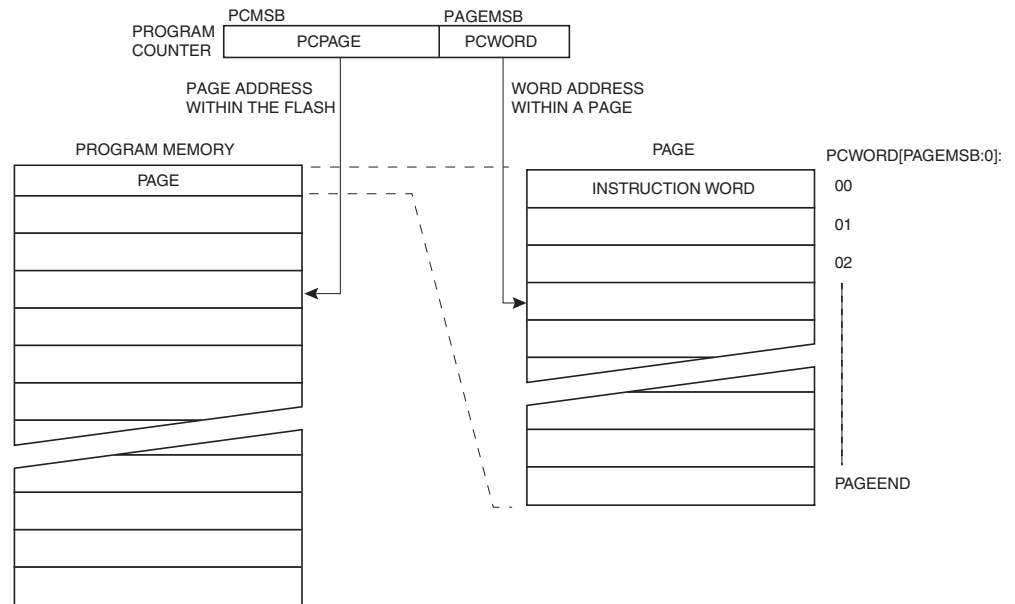 PCMSB
PAGEMSB
PROGRAM
COUNTER
PCPAGE
PCWORD
PAGE ADDRESS
WITHIN THE FLASH
WORD ADDRESS
WITHIN A PAGE
PROGRAM MEMORY
PAGE
PAGE
PCWORD[PAGEMSB:0]:
INSTRUCTION WORD
00
01
02
PAGEEND